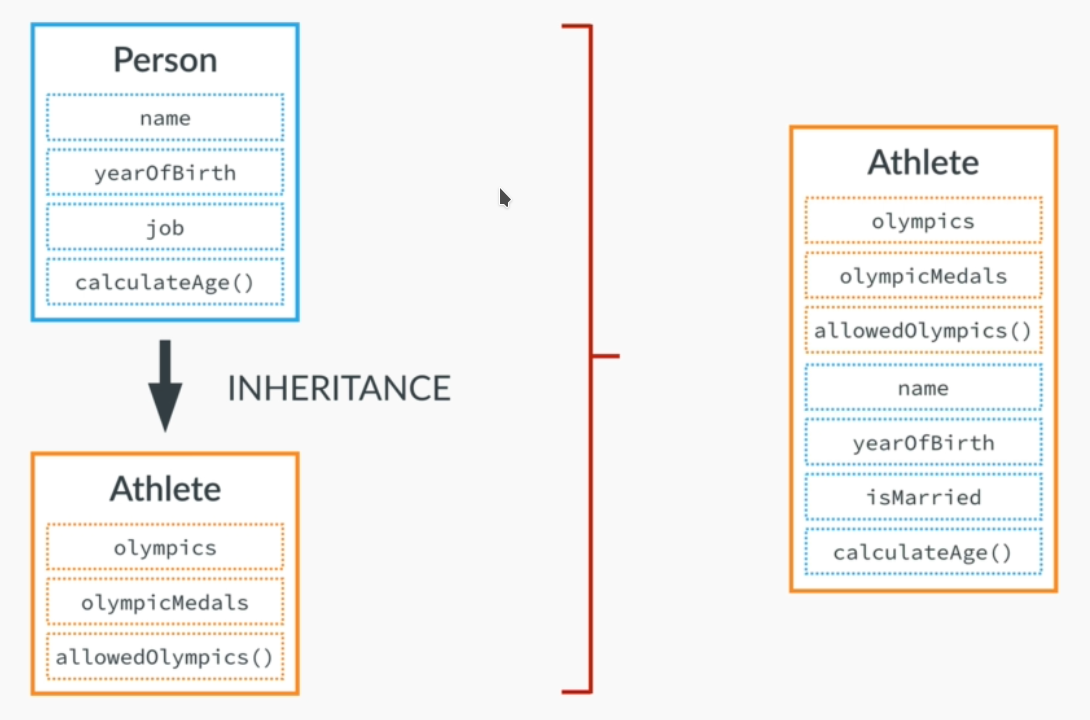 Person
name
yearOfBirth
job
calculateAge()
INHERITANCE
Athlete
olympics
olympicMedals
allowedOlympics()
Athlete
olympics
olympicMedals
allowedOlympics()
name
yearOfBirth
isMarried
calculateAge()